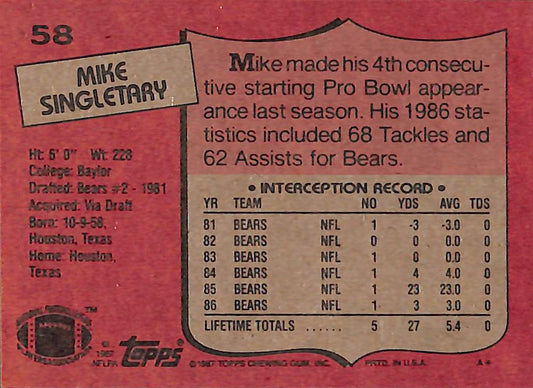 58
MIKE
SINGLETARY
Mike made his 4th consecu-
tive starting Pro Bowl appear-
ance last season. His 1986 sta-
tistics included 68 Tackles and
62 Assists for Bears.
Ht: 6' 0" Wt: 228
College: Baylor
Drafted: Bears #2 - 1981
Acquired: Via Draft
Born: 10-9-58,
Houston, Texas
Home: Houston,
Texas
• INTERCEPTION RECORD •
YR TEAM NO YDS AVG TDS
81 BEARS NFL 1 -3 -3.0 0
82 BEARS NFL 0 0 0.0 0
83 BEARS NFL 1 0 0.0 0
84 BEARS NFL 1 4 4.0 0
85 BEARS NFL 1 23 23.0 0
86 BEARS NFL 1 3 3.0 0
LIFETIME TOTALS ...... 5 27 5.4 0
TM
© 1987
NFLPA
topps®
©1987 TOPPS CHEWING GUM, INC. PRTD. IN U.S.A. A*